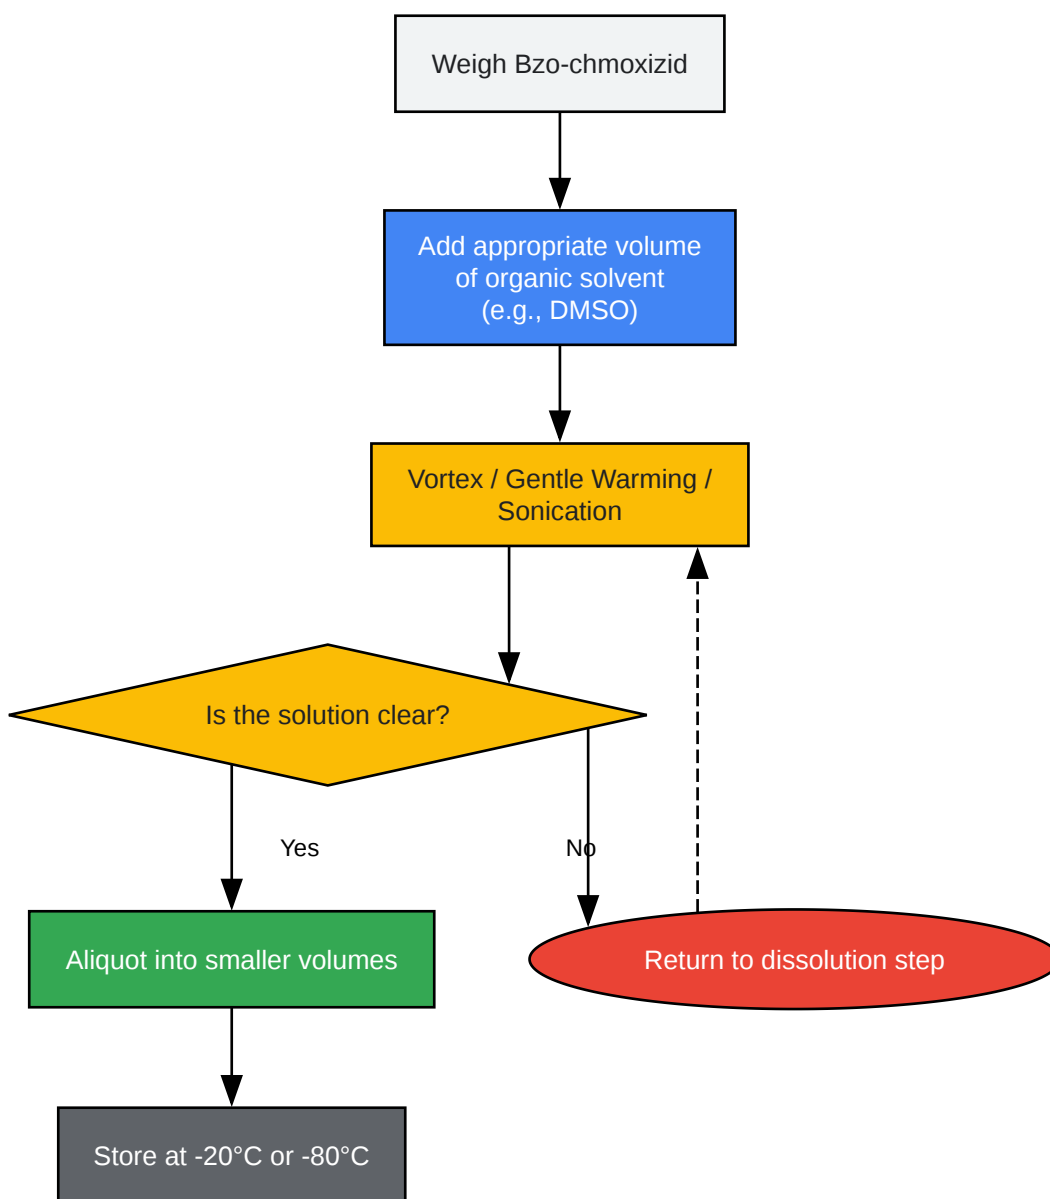 Weigh Bzo-chmoxizid
Add appropriate volume
of organic solvent
(e.g., DMSO)
Vortex / Gentle Warming /
Sonication
Is the solution clear?
Yes
No
Aliquot into smaller volumes
Return to dissolution step
Store at -20°C or -80°C